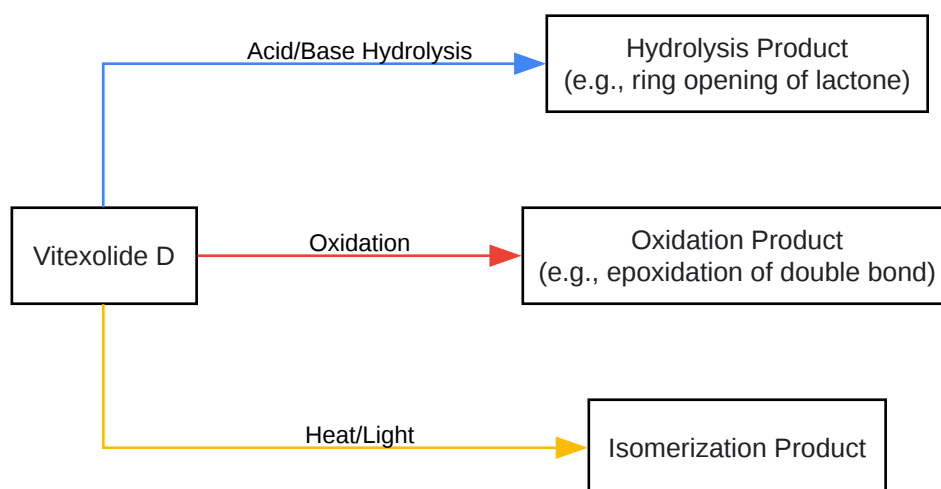 Acid/Base Hydrolysis
Hydrolysis Product
(e.g., ring opening of lactone)
Vitexolide D
Oxidation
Oxidation Product
(e.g., epoxidation of double bond)
Heat/Light
Isomerization Product